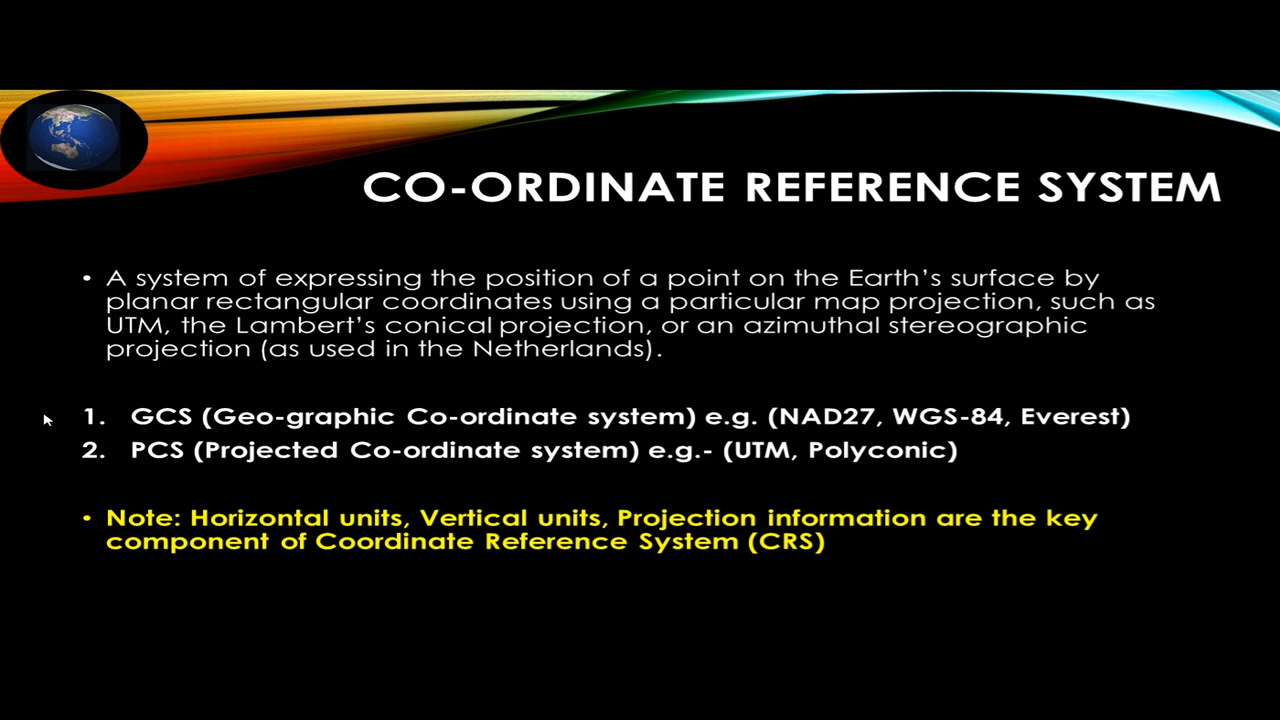 CO-ORDINATE REFERENCE SYSTEM
• A system of expressing the position of a point on the Earth's surface by
planar rectangular coordinates using a particular map projection, such as
UTM, the Lambert's conical projection, or an azimuthal stereographic
projection (as used in the Netherlands).
1. GCS (Geo-graphic Co-ordinate system) e.g. (NAD27, WGS-84, Everest)
2. PCS (Projected Co-ordinate system) e.g.- (UTM, Polyconic)
• Note: Horizontal units, Vertical units, Projection information are the key
component of Coordinate Reference System (CRS)